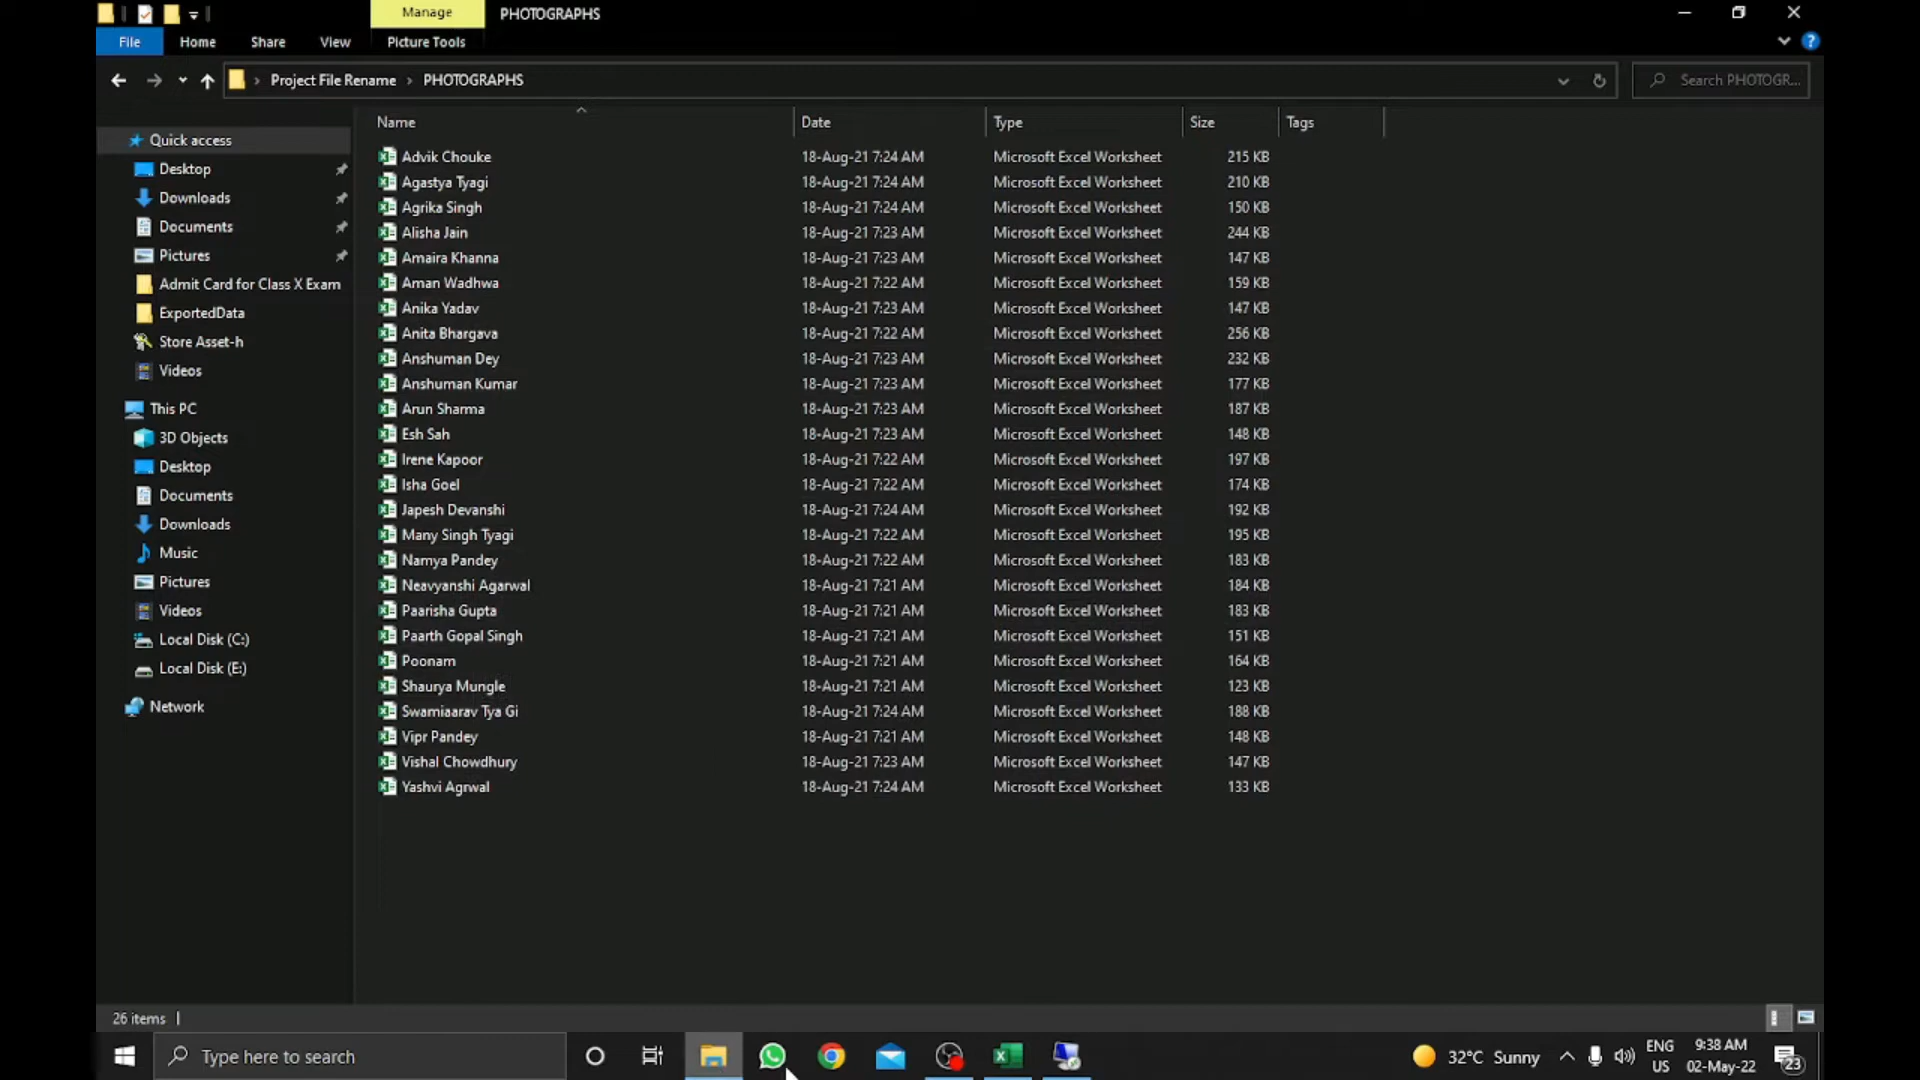 Manage
PHOTOGRAPHS
File
Home
Share
View
Picture Tools
Project File Rename
PHOTOGRAPHS
Search PHOTOGR...
Name
Date
Type
Size
Tags
Quick access
Desktop
Downloads
Documents
Pictures
Admit Card for Class X Exam
ExportedData
Store Asset-h
Videos
This PC
3D Objects
Desktop
Documents
Downloads
Music
Pictures
Videos
Local Disk (C:)
Local Disk (E:)
Network
Advik Chouke 18-Aug-21 7:24 AM Microsoft Excel Worksheet 215 KB
Agastya Tyagi 18-Aug-21 7:24 AM Microsoft Excel Worksheet 210 KB
Agrika Singh 18-Aug-21 7:24 AM Microsoft Excel Worksheet 150 KB
Alisha Jain 18-Aug-21 7:23 AM Microsoft Excel Worksheet 244 KB
Amaira Khanna 18-Aug-21 7:23 AM Microsoft Excel Worksheet 147 KB
Aman Wadhwa 18-Aug-21 7:22 AM Microsoft Excel Worksheet 159 KB
Anika Yadav 18-Aug-21 7:23 AM Microsoft Excel Worksheet 147 KB
Anita Bhargava 18-Aug-21 7:22 AM Microsoft Excel Worksheet 256 KB
Anshuman Dey 18-Aug-21 7:23 AM Microsoft Excel Worksheet 232 KB
Anshuman Kumar 18-Aug-21 7:23 AM Microsoft Excel Worksheet 177 KB
Arun Sharma 18-Aug-21 7:23 AM Microsoft Excel Worksheet 187 KB
Esh Sah 18-Aug-21 7:23 AM Microsoft Excel Worksheet 148 KB
Irene Kapoor 18-Aug-21 7:22 AM Microsoft Excel Worksheet 197 KB
Isha Goel 18-Aug-21 7:22 AM Microsoft Excel Worksheet 174 KB
Japesh Devanshi 18-Aug-21 7:24 AM Microsoft Excel Worksheet 192 KB
Many Singh Tyagi 18-Aug-21 7:22 AM Microsoft Excel Worksheet 195 KB
Namya Pandey 18-Aug-21 7:22 AM Microsoft Excel Worksheet 183 KB
Neavyanshi Agarwal 18-Aug-21 7:21 AM Microsoft Excel Worksheet 184 KB
Paarisha Gupta 18-Aug-21 7:21 AM Microsoft Excel Worksheet 183 KB
Paarth Gopal Singh 18-Aug-21 7:21 AM Microsoft Excel Worksheet 151 KB
Poonam 18-Aug-21 7:21 AM Microsoft Excel Worksheet 164 KB
Shaurya Mungle 18-Aug-21 7:21 AM Microsoft Excel Worksheet 123 KB
Swamiaarav Tya Gi 18-Aug-21 7:24 AM Microsoft Excel Worksheet 188 KB
Vipr Pandey 18-Aug-21 7:21 AM Microsoft Excel Worksheet 148 KB
Vishal Chowdhury 18-Aug-21 7:23 AM Microsoft Excel Worksheet 147 KB
Yashvi Agrwal 18-Aug-21 7:24 AM Microsoft Excel Worksheet 133 KB
26 items
Type here to search
32°C Sunny
ENG
US
9:38 AM
02-May-22
23